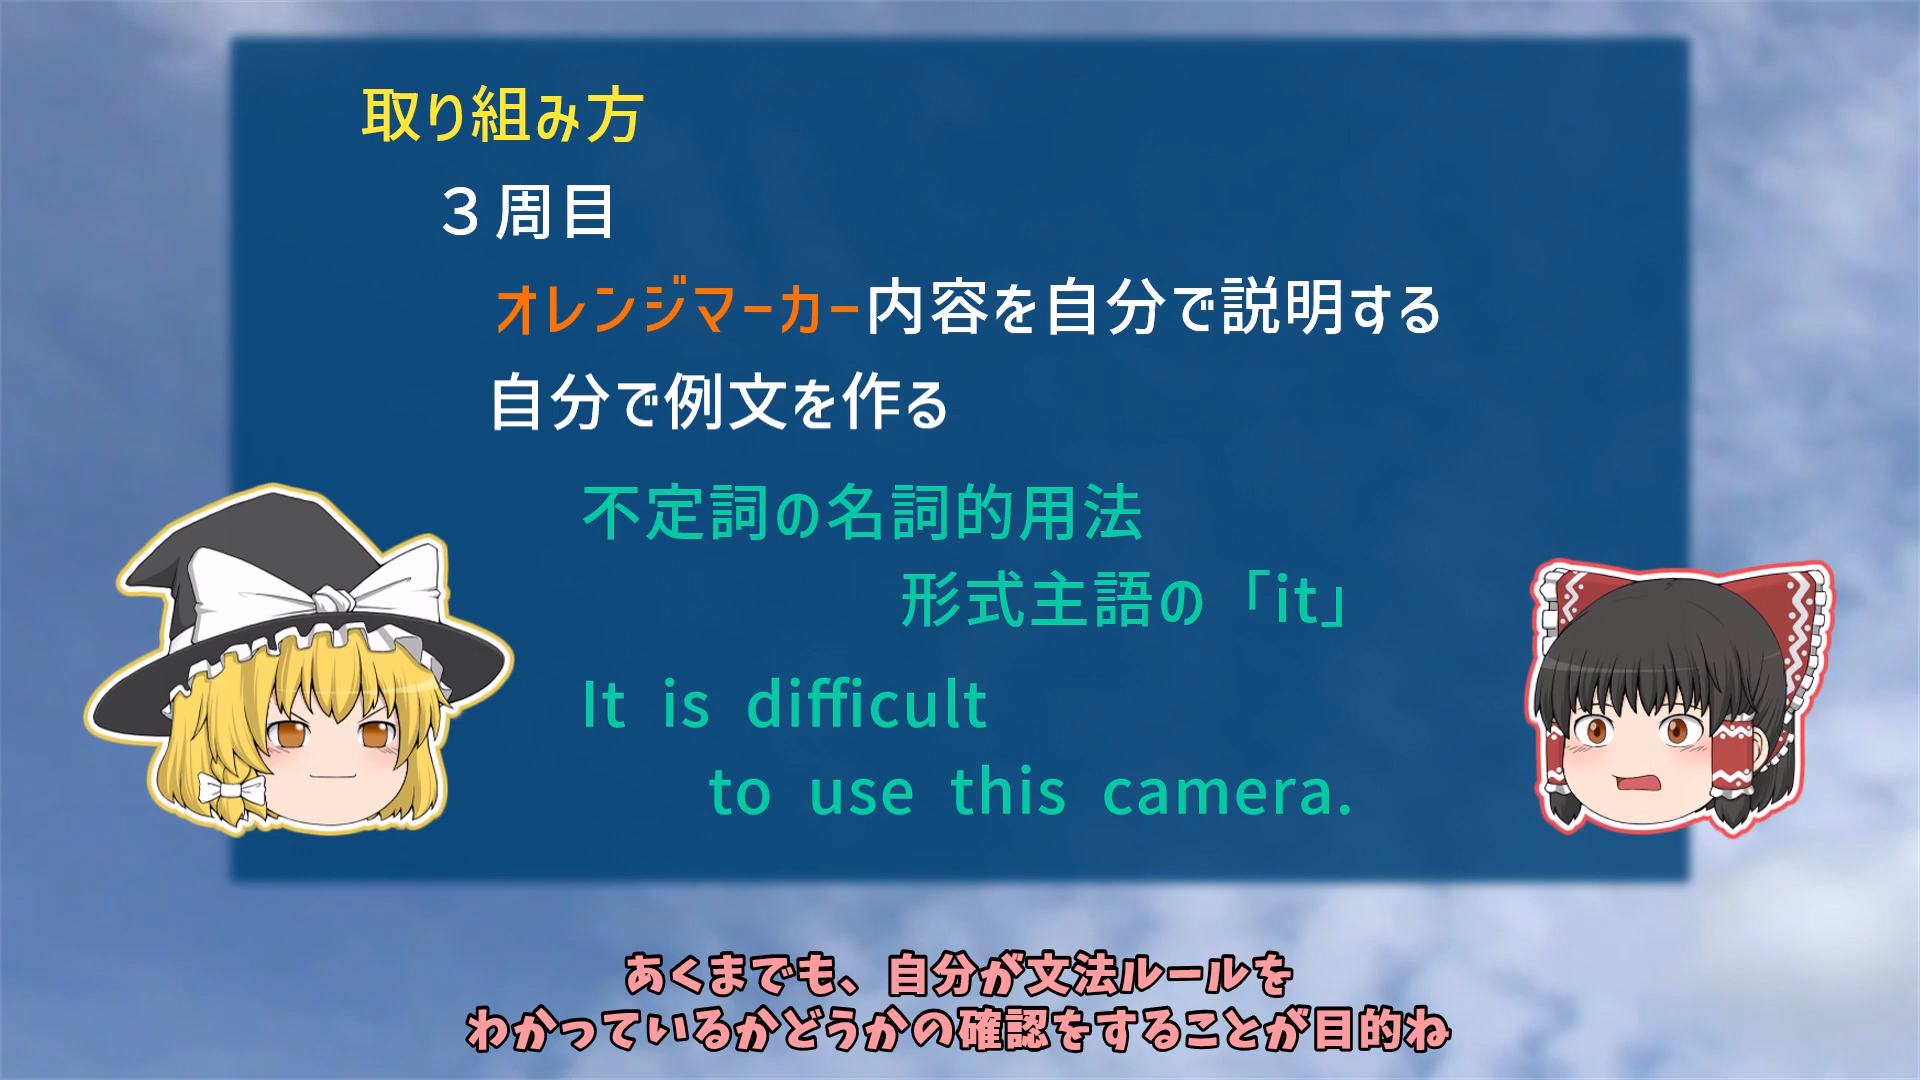 取り組み方
３周目
オレンジマーカー内容を自分で説明する
自分で例文を作る
不定詞の名詞的用法
形式主語の「it」
It is difficult
to use this camera.
あくまでも、自分が文法ルールを
わかっているかどうかの確認をすることが目的ね